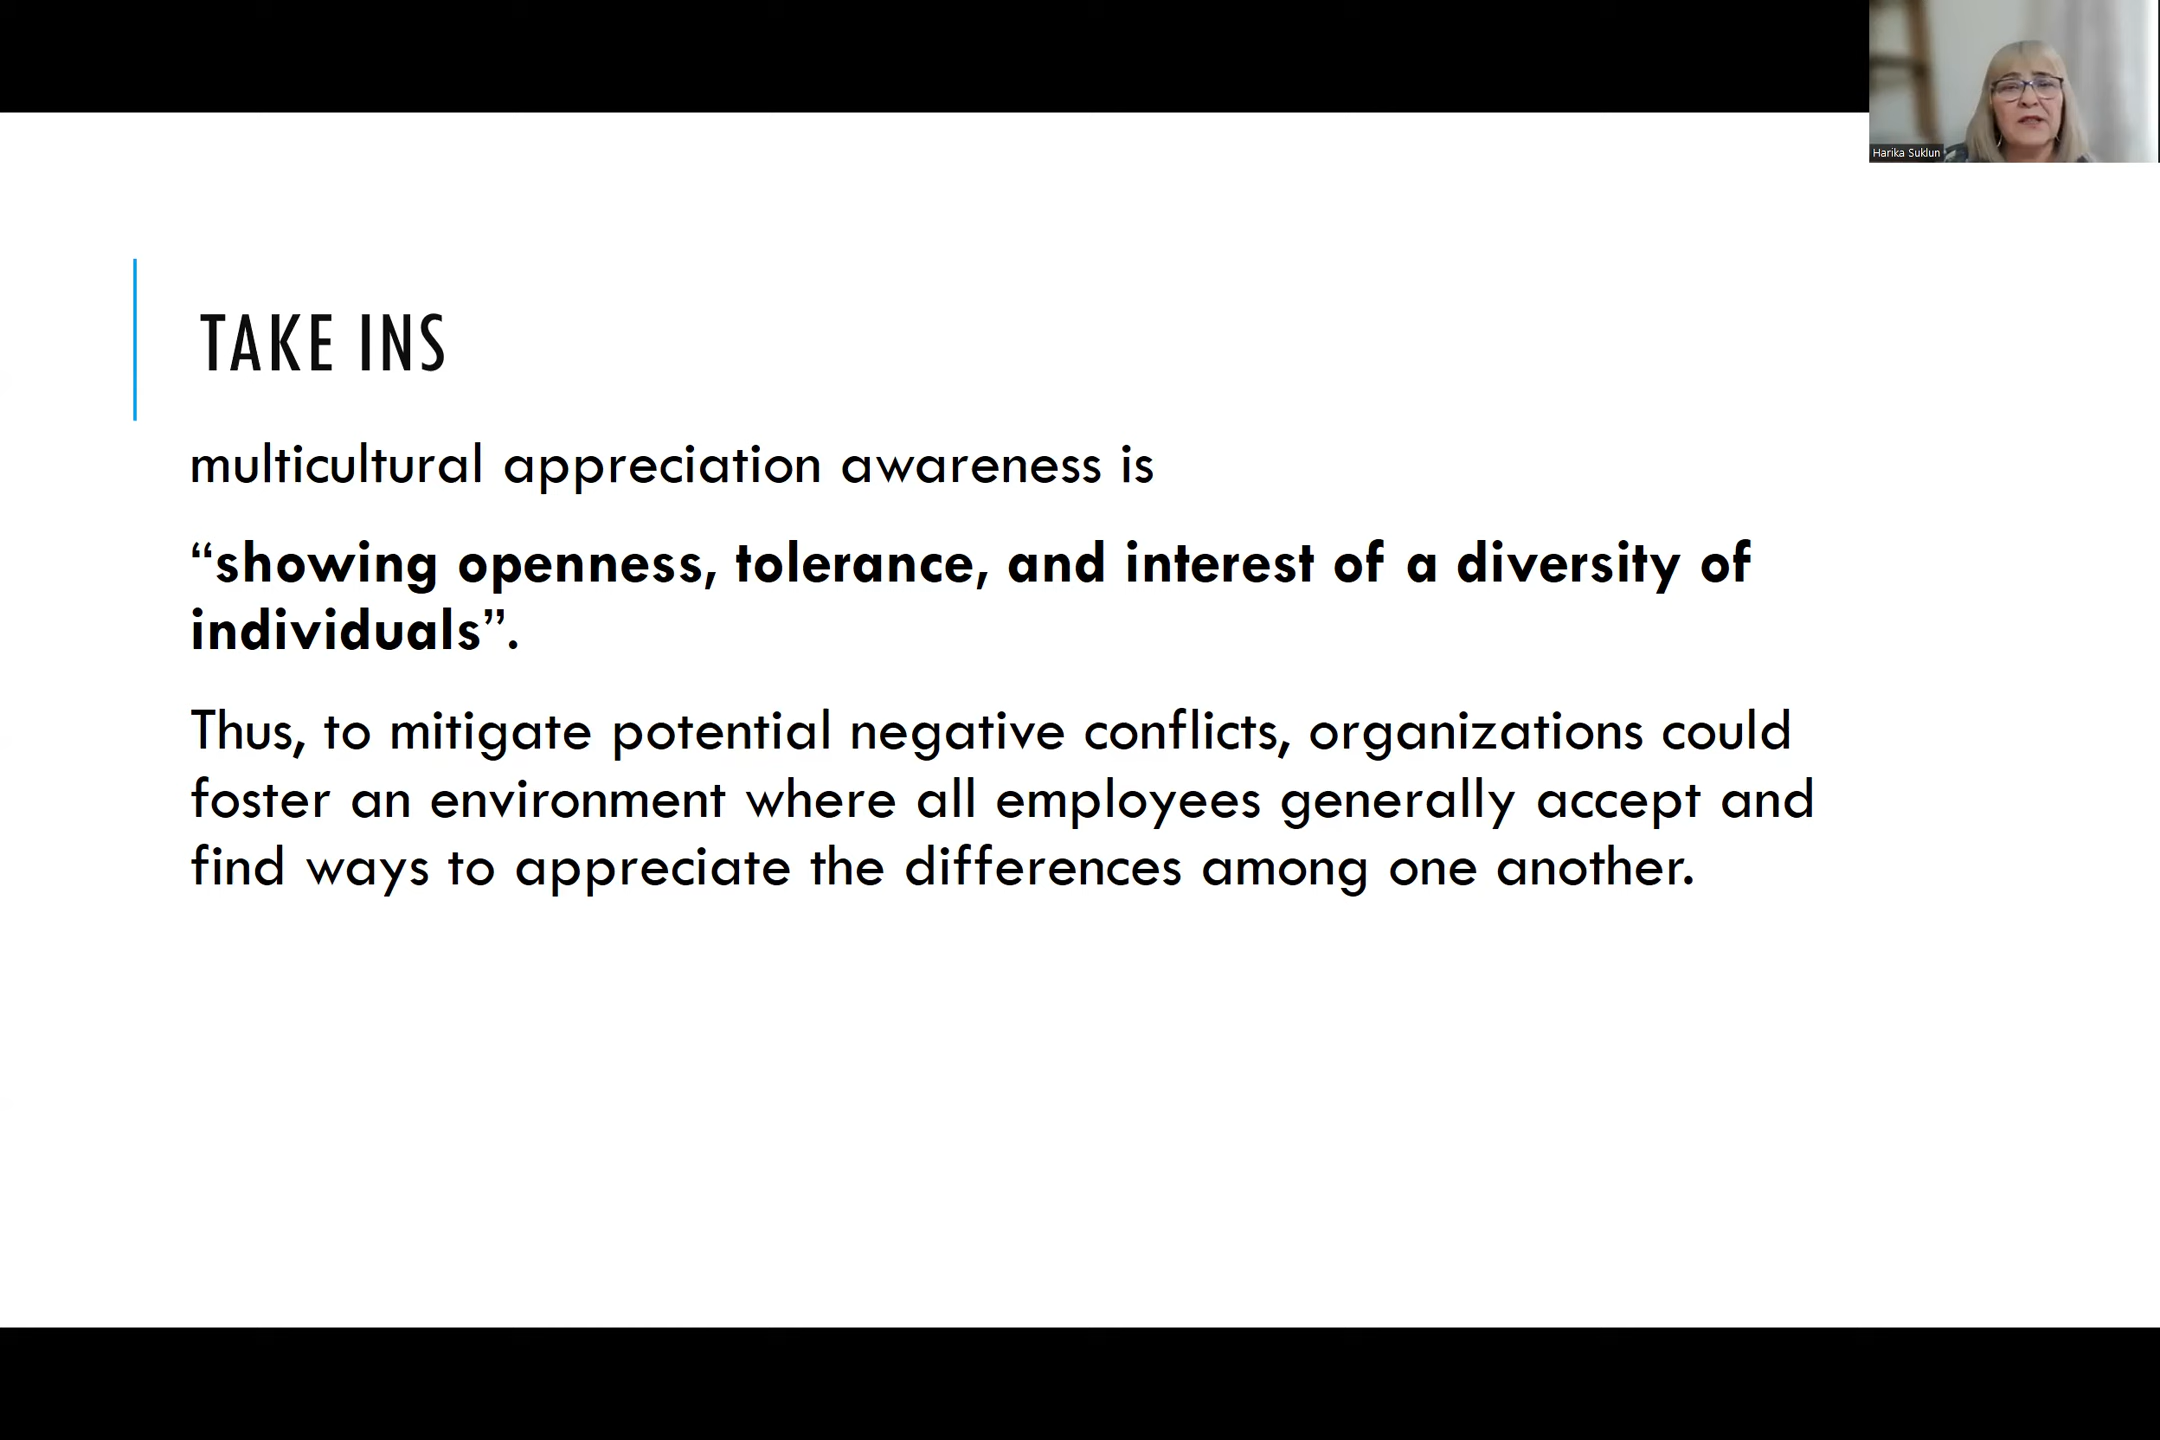 Harika Suklun
TAKE INS
multicultural appreciation awareness is
“showing openness, tolerance, and interest of a diversity of
individuals”.
Thus, to mitigate potential negative conflicts, organizations could
foster an environment where all employees generally accept and
find ways to appreciate the differences among one another.